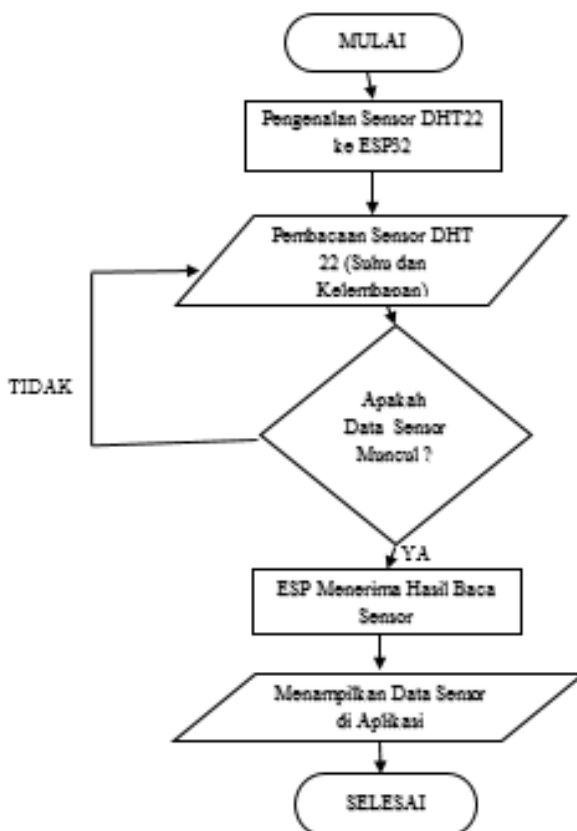 MULAI
Pengenalan Sensor DHT22
ke ESP32
Pembacaan Sensor DHT
22 (Suhu dan
Kelembapan)
TIDAK
Apakah
Data Sensor
Muncul ?
YA
ESP Menerima Hasil Baca
Sensor
Menampilkan Data Sensor
di Aplikasi
SELESAI